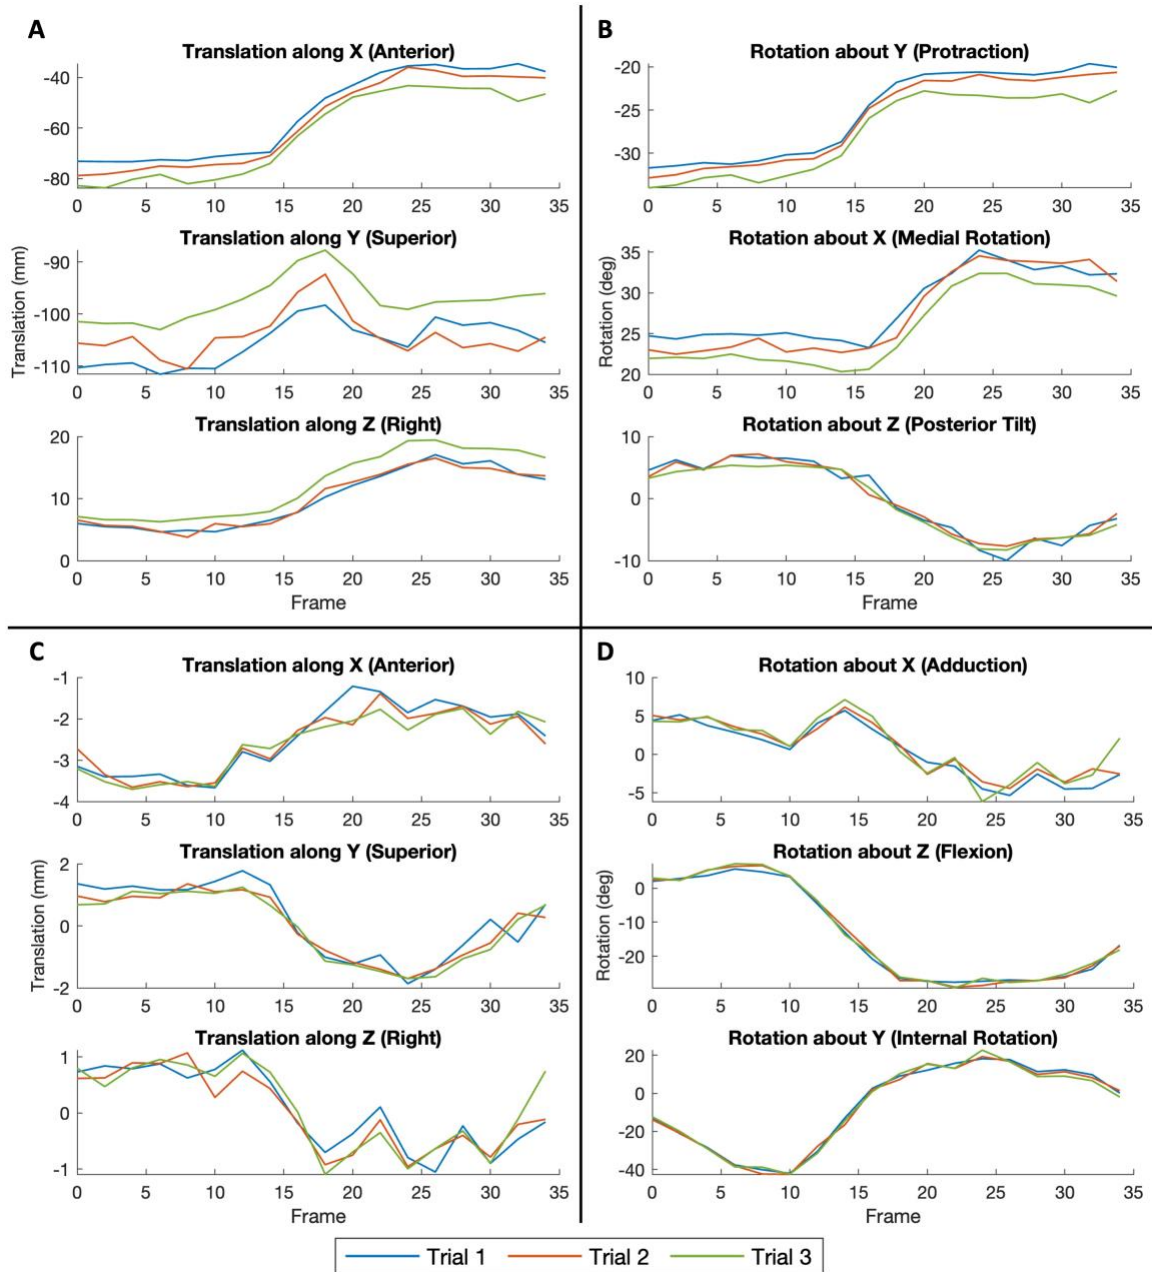 A
Translation along X (Anterior)
-40
-60
-80
0 5 10 15 20 25 30 35
Translation along Y (Superior)
Translation (mm)
-90
-100
-110
0 5 10 15 20 25 30 35
Translation along Z (Right)
20
10
0
0 5 10 15 20 25 30 35
Frame
B
Rotation about Y (Protraction)
-20
-25
-30
0 5 10 15 20 25 30 35
Rotation about X (Medial Rotation)
Rotation (deg)
35
30
25
20
0 5 10 15 20 25 30 35
Rotation about Z (Posterior Tilt)
10
0
-10
0 5 10 15 20 25 30 35
Frame
C
Translation along X (Anterior)
-1
-2
-3
-4
0 5 10 15 20 25 30 35
Translation along Y (Superior)
Translation (mm)
2
0
-2
0 5 10 15 20 25 30 35
Translation along Z (Right)
1
0
-1
0 5 10 15 20 25 30 35
Frame
D
Rotation about X (Adduction)
10
5
0
-5
0 5 10 15 20 25 30 35
Rotation about Z (Flexion)
Rotation (deg)
0
-10
-20
0 5 10 15 20 25 30 35
Rotation about Y (Internal Rotation)
20
0
-20
-40
0 5 10 15 20 25 30 35
Frame
Trial 1 Trial 2 Trial 3